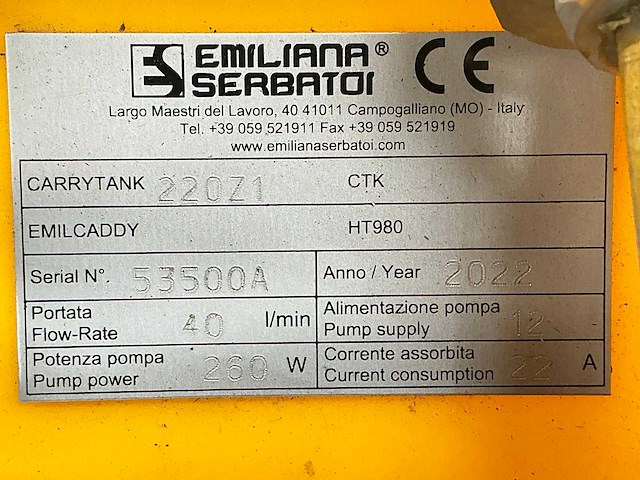 EMILIANA®
SERBATOI CE
Largo Maestri del Lavoro, 40 41011 Campogalliano (MO) - Italy
Tel. +39 059 521911 Fax +39 059 521919
www.emilianaserbatoi.com
CARRYTANK 220Z1 CTK
EMILCADDY HT980
Serial N°. 53500A Anno / Year 2022
Portata
Flow-Rate 40 l/min
Alimentazione pompa
Pump supply 12
Potenza pompa
Pump power 260 W
Corrente assorbita
Current consumption 22 A